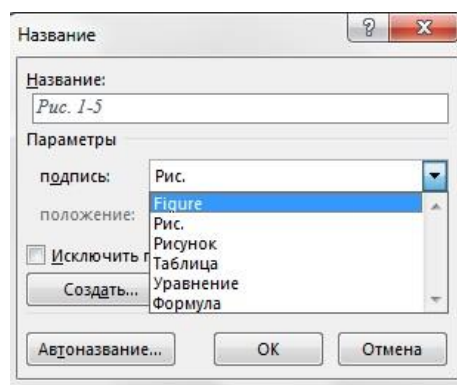 Название
Название:
Рис. 1-5
Параметры
подпись: Рис.
Figure
положение:
Рис.
Рисунок
Исключить
Таблица
Создать...
Уравнение
Формула
Автоназвание...
ОК
Отмена